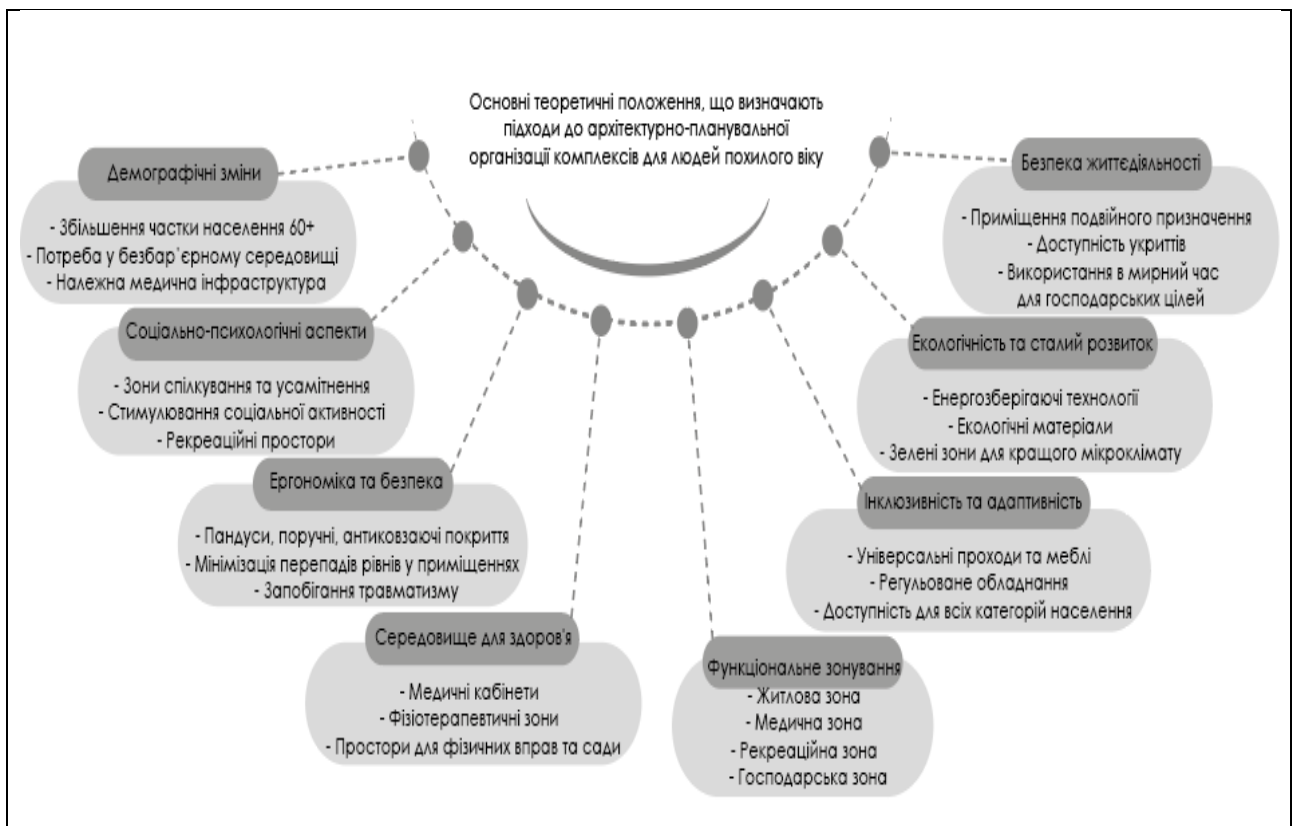 Основні теоретичні положення, що визначають
підходи до архітектурно-планувальної
організації комплексів для людей похилого віку
Демографічні зміни
- Збільшення частки населення 60+
- Потреба у безбар`єрному середовищі
- Належна медична інфраструктура
Соціально-психологічні аспекти
- Зони спілкування та усамітнення
- Стимулювання соціальної активності
- Рекреаційні простори
Ергономіка та безпека
- Пандуси, поручні, антиковзаючі покриття
- Мінімізація перепадів рівнів у приміщеннях
- Запобігання травматизму
Середовище для здоров'я
- Медичні кабінети
- Фізіотерапевтичні зони
- Простори для фізичних вправ та сади
Функціональне зонування
- Житлова зона
- Медична зона
- Рекреаційна зона
- Господарська зона
Інклюзивність та адаптивність
- Універсальні проходи та меблі
- Регульоване обладнання
- Доступність для всіх категорій населення
Екологічність та сталий розвиток
- Енергозберігаючі технології
- Екологічні матеріали
- Зелені зони для кращого мікроклімату
Безпека життєдіяльності
- Приміщення подвійного призначення
- Доступність укриттів
- Використання в мирний час
для господарських цілей